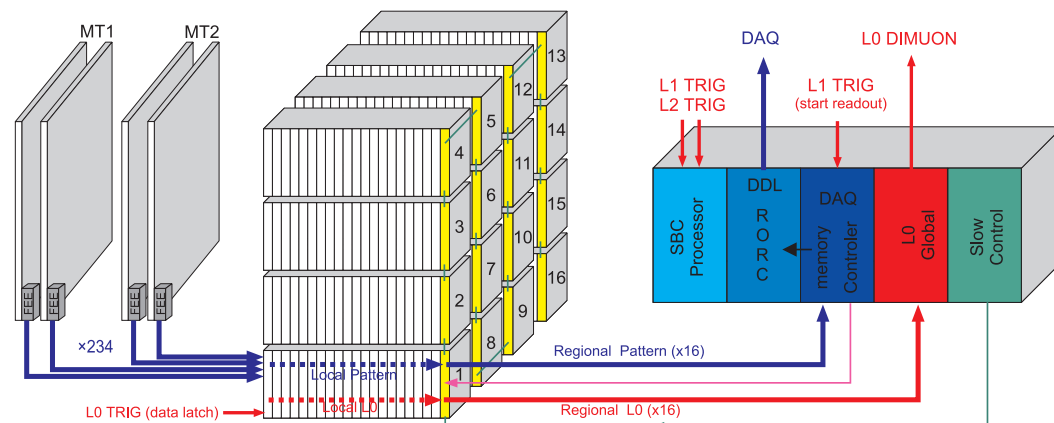 MT1
MT2
FEE
FEE
FEE
FEE
×234
L0 TRIG (data latch)
4
3
2
1
5
6
7
8
12
11
10
9
13
14
15
16
Local Pattern
Local L0
Regional Pattern (x16)
Regional L0 (x16)
DAQ
L0 DIMUON
L1 TRIG
L2 TRIG
L1 TRIG
(start readout)
SBC
Processor
DDL
RORC
DAQ
memory
Controler
L0
Global
Slow
Control